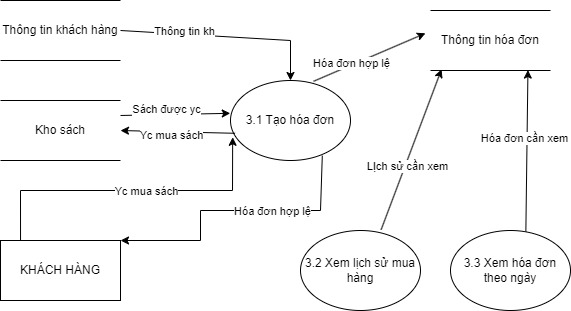 Thông tin khách hàng
Thông tin kh
Thông tin hóa đơn
Hóa đơn hợp lệ
Sách được yc
3.1 Tạo hóa đơn
Kho sách
Yc mua sách
Hóa đơn cần xem
Lịch sử cần xem
Yc mua sách
Hóa đơn hợp lệ
KHÁCH HÀNG
3.2 Xem lịch sử mua
hàng
3.3 Xem hóa đơn
theo ngày